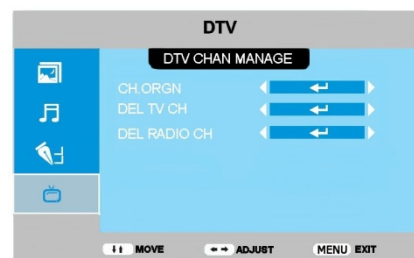 DTV
DTV CHAN MANAGE
CH.ORGN
DEL TV CH
DEL RADIO CH
MOVE ADJUST MENU EXIT